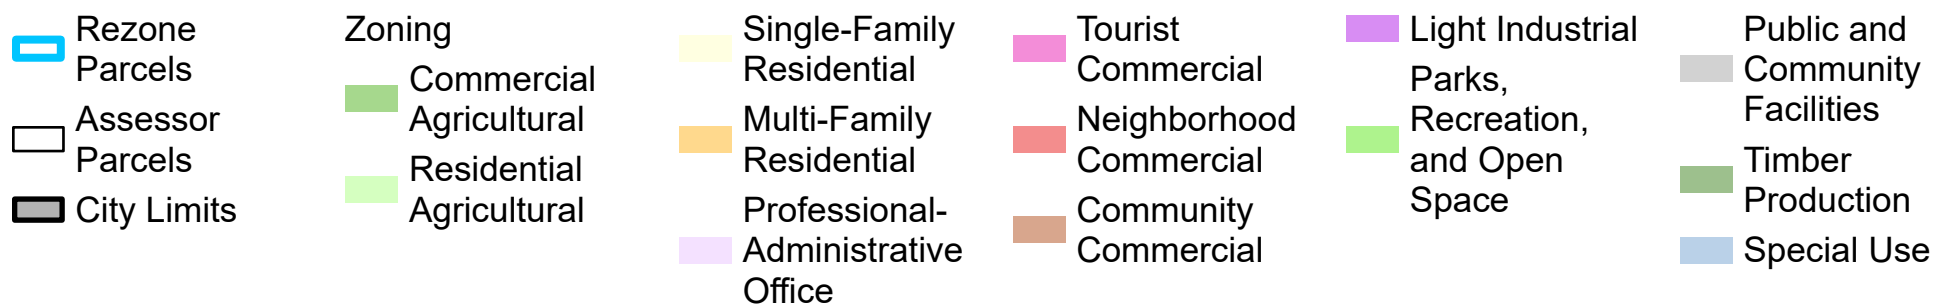 Rezone
Parcels
Assessor
Parcels
City Limits
Zoning
Commercial
Agricultural
Residential
Agricultural
Single-Family
Residential
Multi-Family
Residential
Professional-
Administrative
Office
Tourist
Commercial
Neighborhood
Commercial
Community
Commercial
Light Industrial
Parks,
Recreation,
and Open
Space
Public and
Community
Facilities
Timber
Production
Special Use